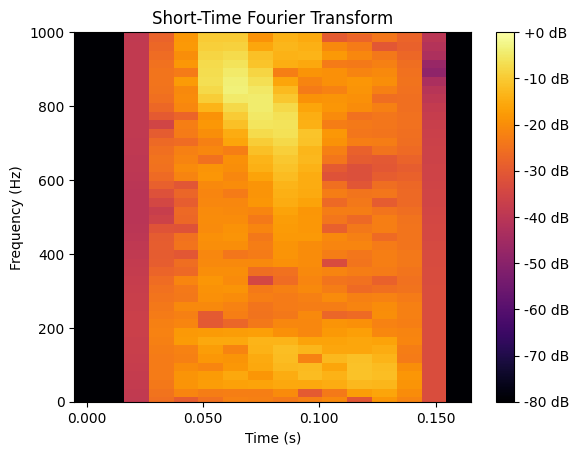 Short-Time Fourier Transform
1000
800
600
400
200
0
Frequency (Hz)
0.000
0.050
0.100
0.150
Time (s)
+0 dB
-10 dB
-20 dB
-30 dB
-40 dB
-50 dB
-60 dB
-70 dB
-80 dB